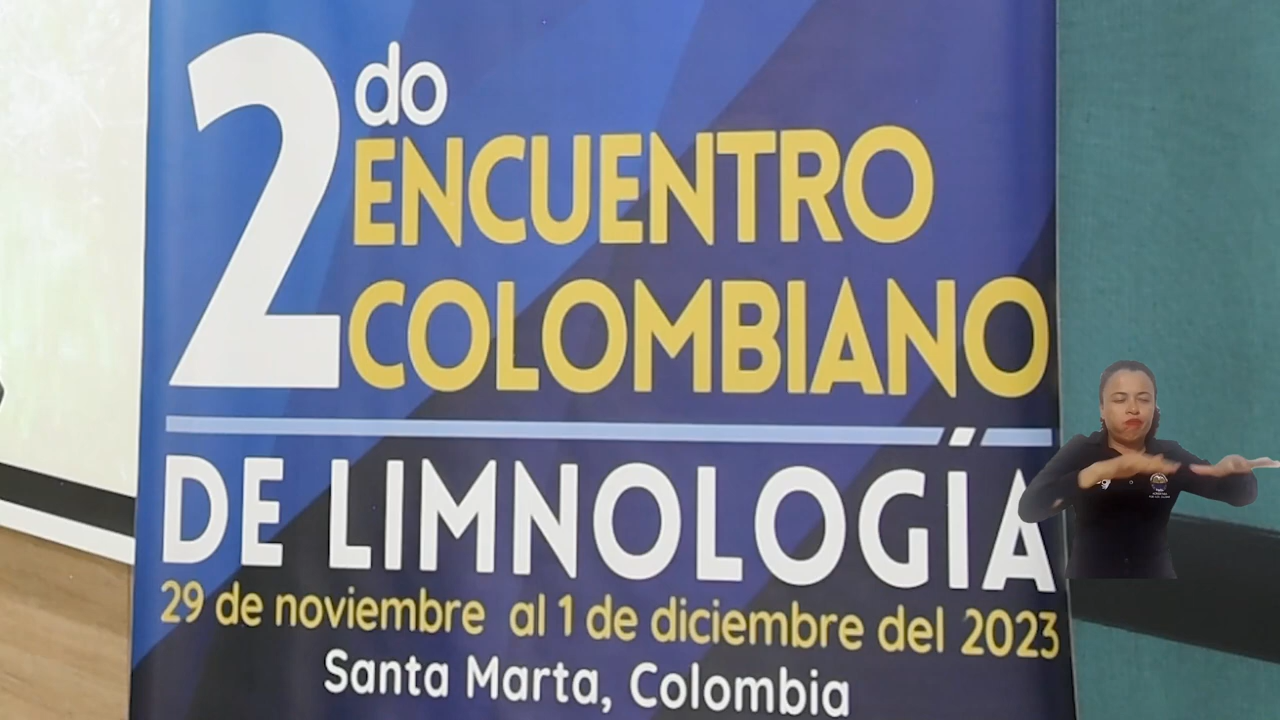 2do
ENCUENTRO
COLOMBIANO
DE LIMNOLOGÍA
29 de noviembre al 1 de diciembre del 2023
Santa Marta, Colombia